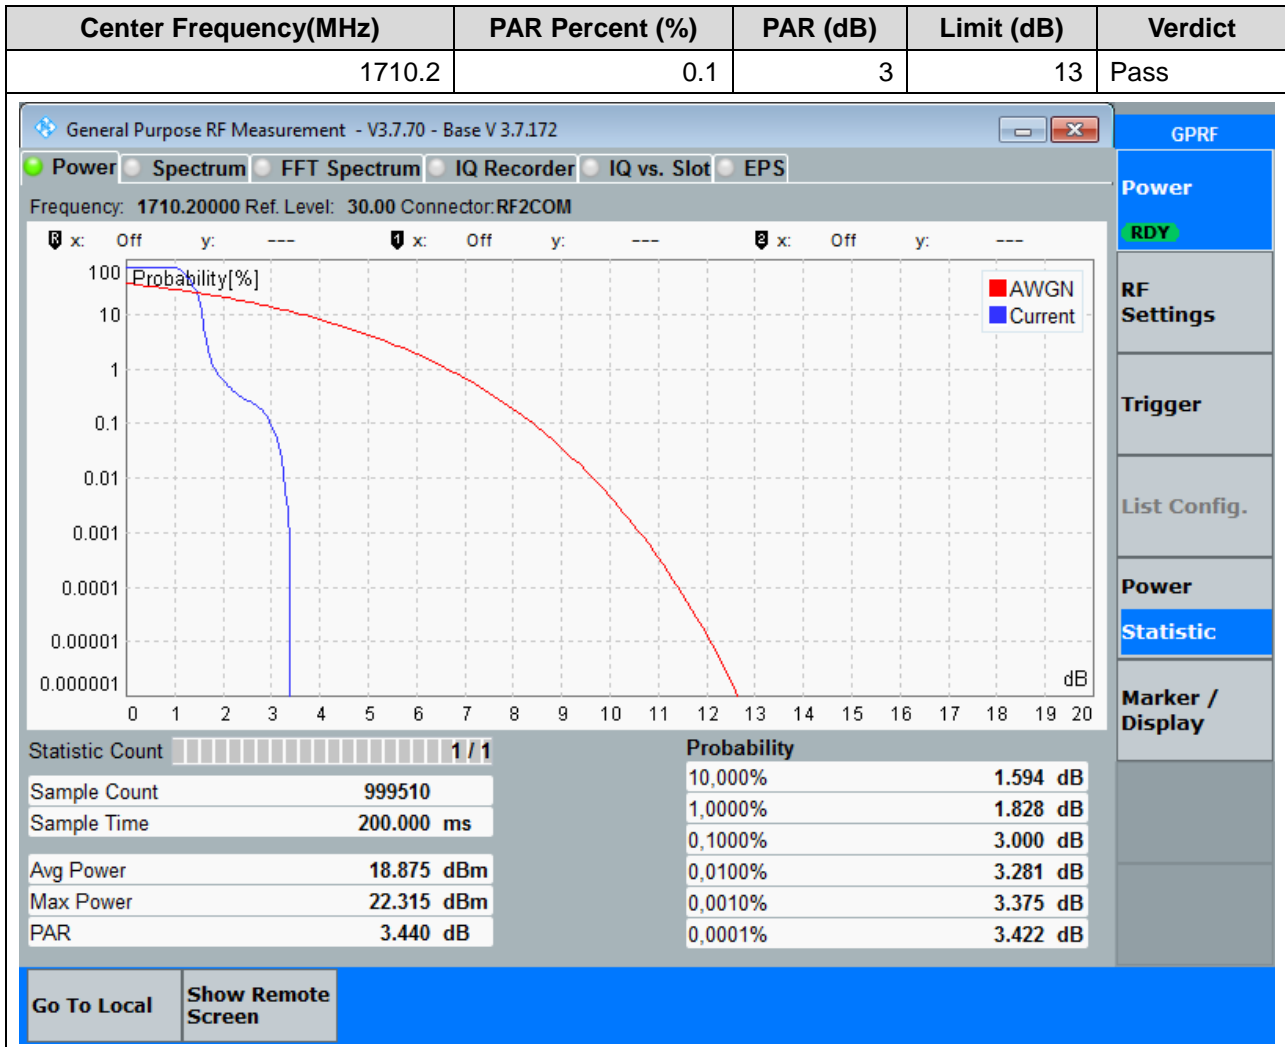 Center Frequency(MHz) PAR Percent (%) PAR (dB) Limit (dB) Verdict
1710.2 0.1 3 13 Pass
General Purpose RF Measurement - V3.7.70 - Base V 3.7.172
GPRF
Power Spectrum FFT Spectrum IQ Recorder IQ vs. Slot EPS
Power
RDY
Frequency: 1710.20000 Ref. Level: 30.00 Connector:RF2COM
R x: Off y: --- 1 x: Off y: --- 2 x: Off y: ---
Probability[%]
AWGN
Current
100
10
1
0.1
0.01
0.001
0.0001
0.00001
0.000001
dB
0 1 2 3 4 5 6 7 8 9 10 11 12 13 14 15 16 17 18 19 20
RF
Settings
Trigger
List Config.
Power
Statistic
Marker /
Display
Statistic Count 1 / 1
Sample Count 999510
Sample Time 200.000 ms
Avg Power 18.875 dBm
Max Power 22.315 dBm
PAR 3.440 dB
Probability
10,000% 1.594 dB
1,0000% 1.828 dB
0,1000% 3.000 dB
0,0100% 3.281 dB
0,0010% 3.375 dB
0,0001% 3.422 dB
Go To Local
Show Remote
Screen